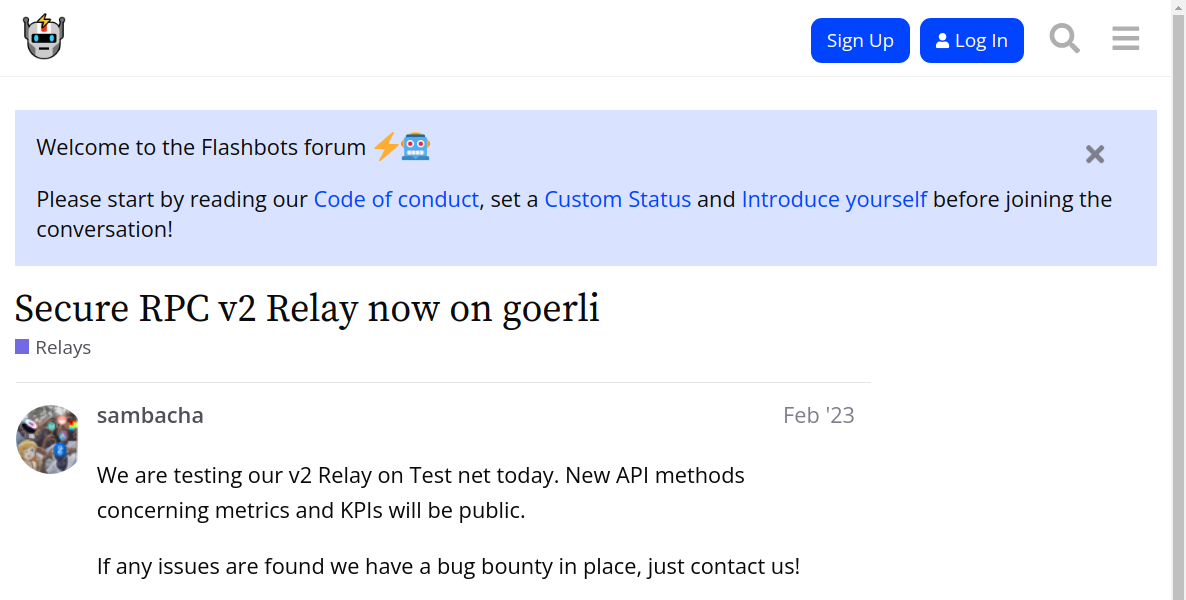 Sign Up
Log In
Welcome to the Flashbots forum
Please start by reading our Code of conduct, set a Custom Status and Introduce yourself before joining the
conversation!
Secure RPC v2 Relay now on goerli
Relays
sambacha Feb '23
We are testing our v2 Relay on Test net today. New API methods
concerning metrics and KPIs will be public.
If any issues are found we have a bug bounty in place, just contact us!